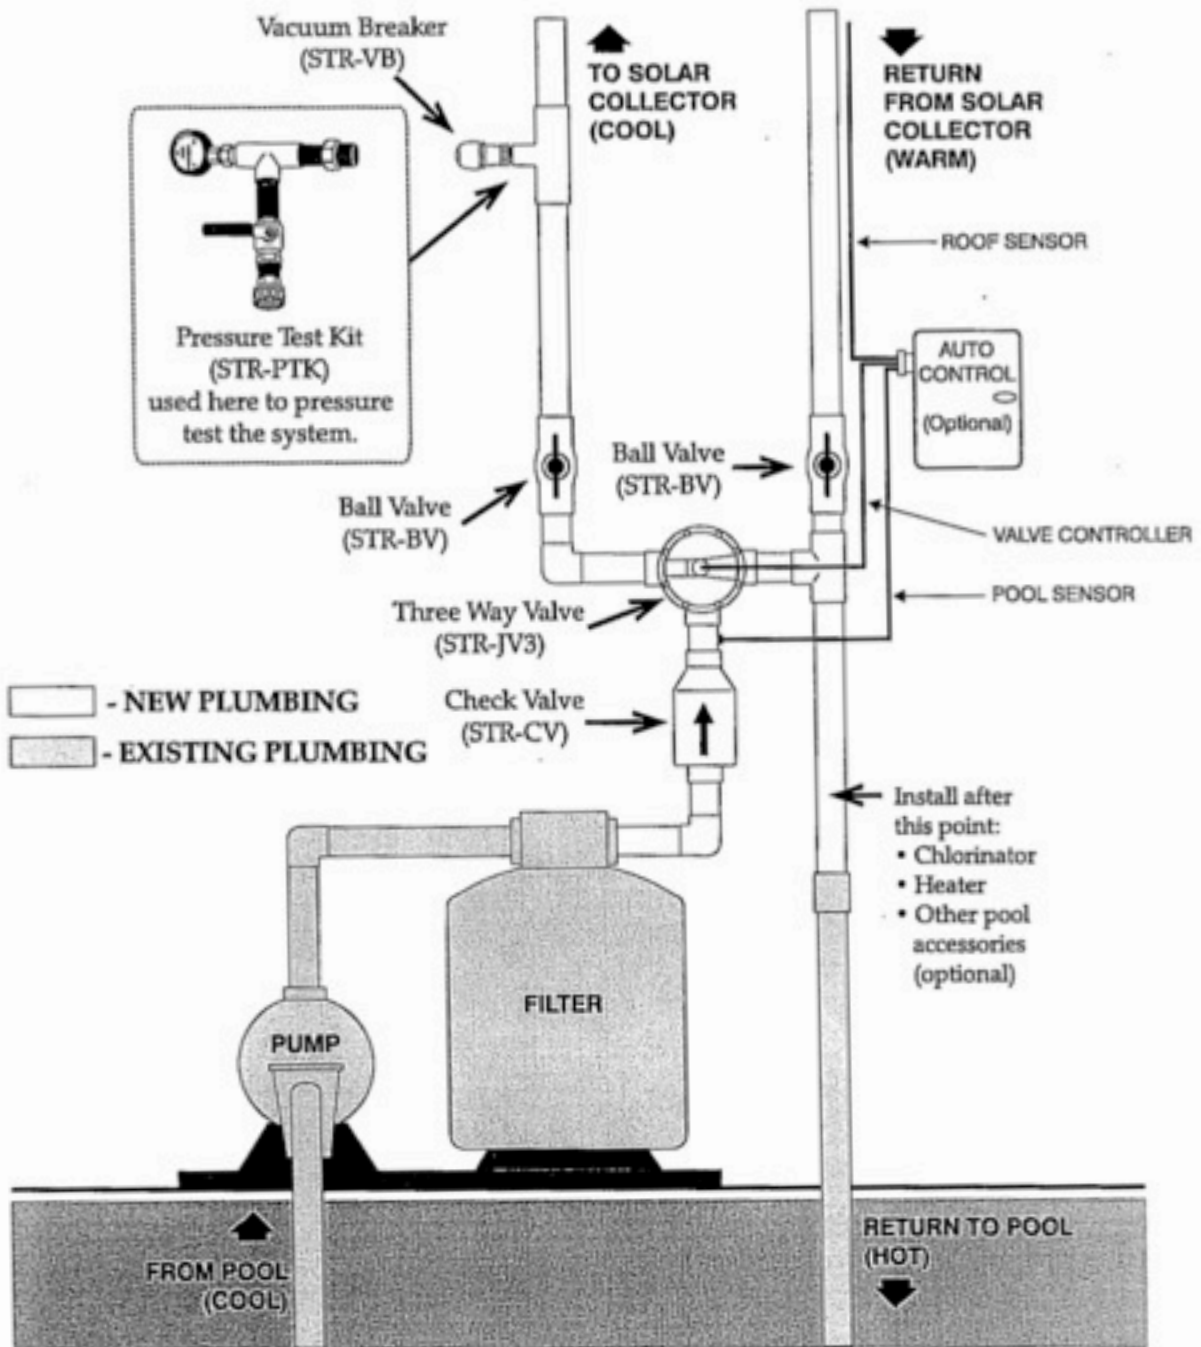 Vacuum Breaker
(STR-VB)
TO SOLAR
COLLECTOR
(COOL)
RETURN
FROM SOLAR
COLLECTOR
(WARM)
ROOF SENSOR
Pressure Test Kit
(STR-PTK)
used here to pressure
test the system.
AUTO
CONTROL
(Optional)
Ball Valve
(STR-BV)
Ball Valve
(STR-BV)
VALVE CONTROLLER
POOL SENSOR
Three Way Valve
(STR-JV3)
- NEW PLUMBING
- EXISTING PLUMBING
Check Valve
(STR-CV)
Install after
this point:
• Chlorinator
• Heater
• Other pool
accessories
(optional)
FILTER
PUMP
FROM POOL
(COOL)
RETURN TO POOL
(HOT)